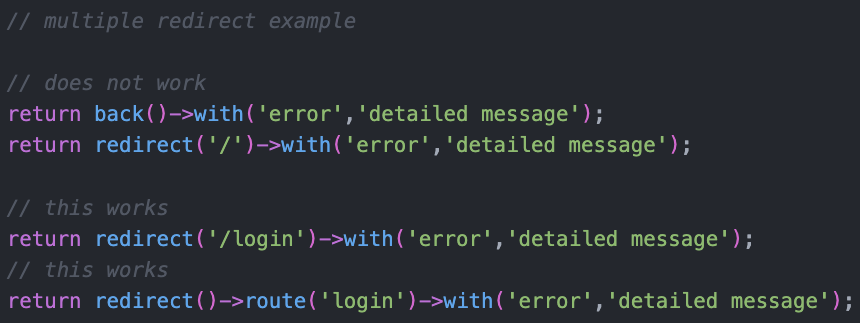 // multiple redirect example
// does not work
return back()->with('error','detailed message');
return redirect('/')->with('error','detailed message');
// this works
return redirect('/login')->with('error','detailed message');
// this works
return redirect()->route('login')->with('error','detailed message');